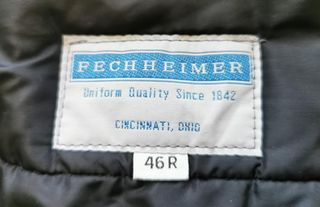 FECHHEIMER
Uniform Quality Since 1842
CINCINNATI, OHIO
46R